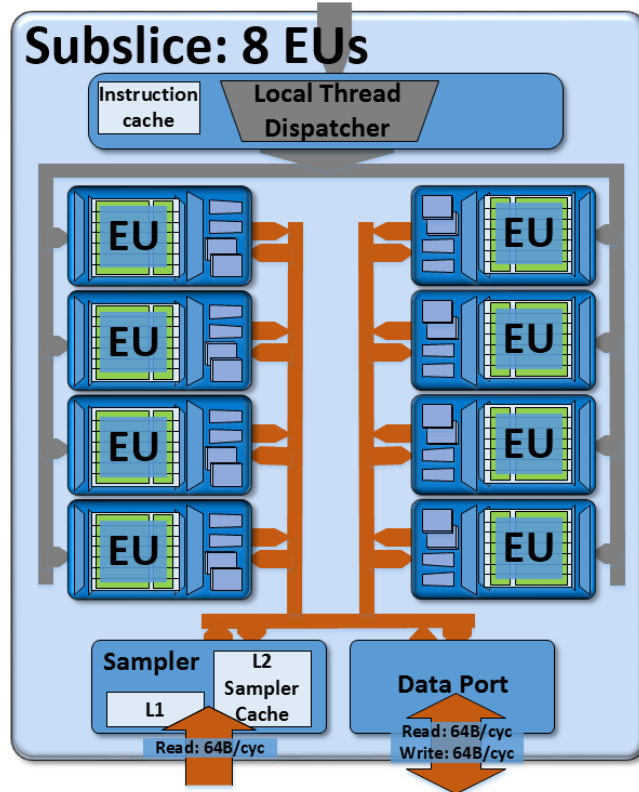 Subslice: 8 EUs
Instruction
cache
Local Thread
Dispatcher
EU
EU
EU
EU
EU
EU
EU
EU
Sampler
L1
L2
Sampler
Cache
Read: 64B/cyc
Data Port
Read: 64B/cyc
Write: 64B/cyc